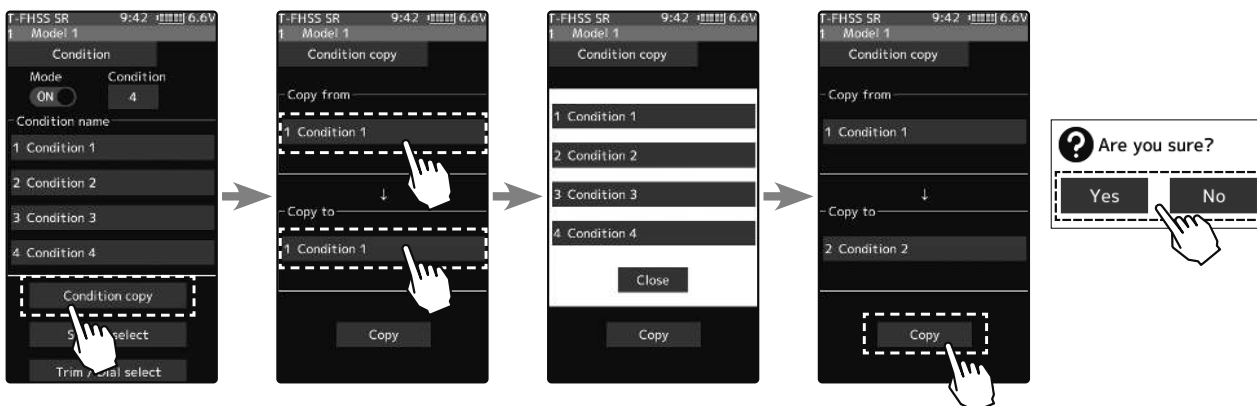 T-FHSS SR 9:42 6.6V
1 Model 1
Condition
Mode Condition
ON 4
Condition name
1 Condition 1
2 Condition 2
3 Condition 3
4 Condition 4
Condition copy
select
Trim / Dial select
T-FHSS SR 9:42 6.6V
1 Model 1
Condition copy
Copy from
1 Condition 1
↓
Copy to
1 Condition 1
Copy
T-FHSS SR 9:42 6.6V
1 Model 1
Condition copy
1 Condition 1
2 Condition 2
3 Condition 3
4 Condition 4
Close
Copy
T-FHSS SR 9:42 6.6V
1 Model 1
Condition copy
Copy from
1 Condition 1
↓
Copy to
2 Condition 2
Copy
? Are you sure?
Yes No